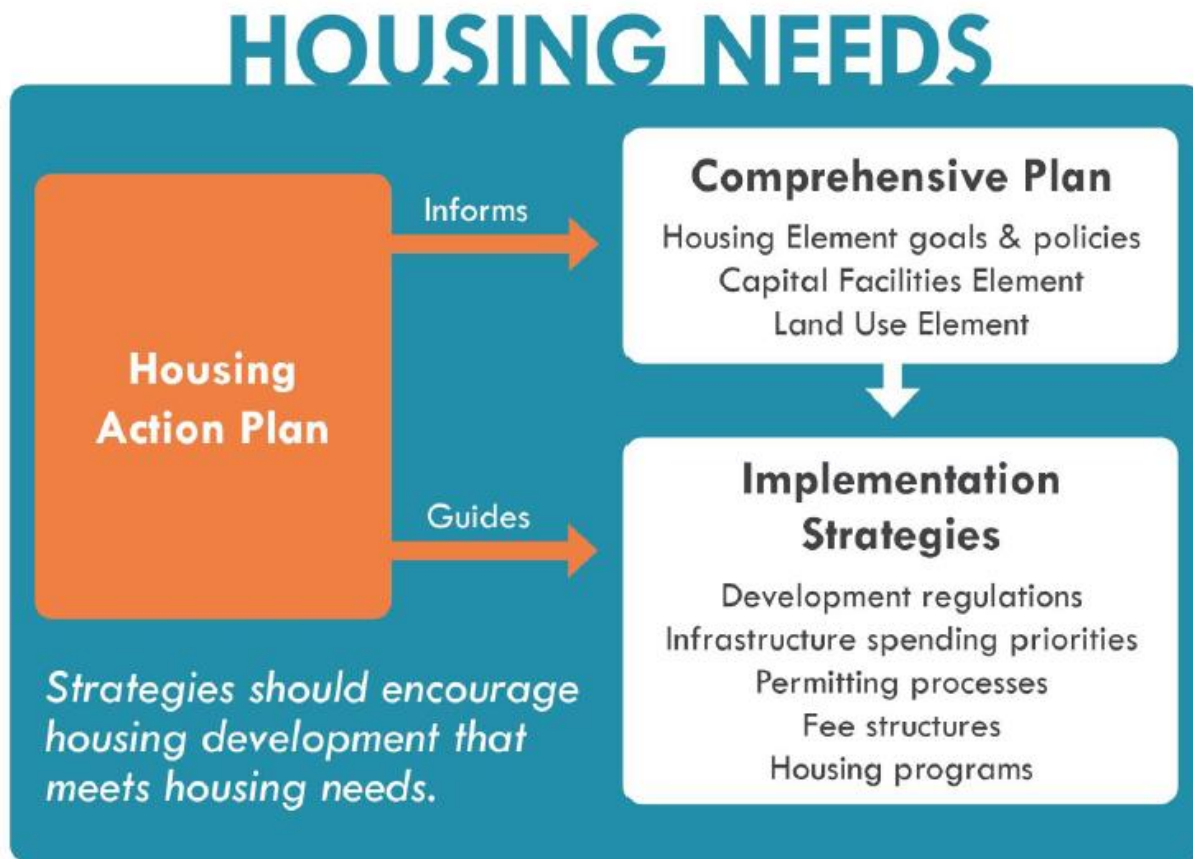 HOUSING NEEDS
Housing
Action Plan
Informs
Guides
Comprehensive Plan
Housing Element goals & policies
Capital Facilities Element
Land Use Element
Implementation
Strategies
Development regulations
Infrastructure spending priorities
Permitting processes
Fee structures
Housing programs
Strategies should encourage
housing development that
meets housing needs.